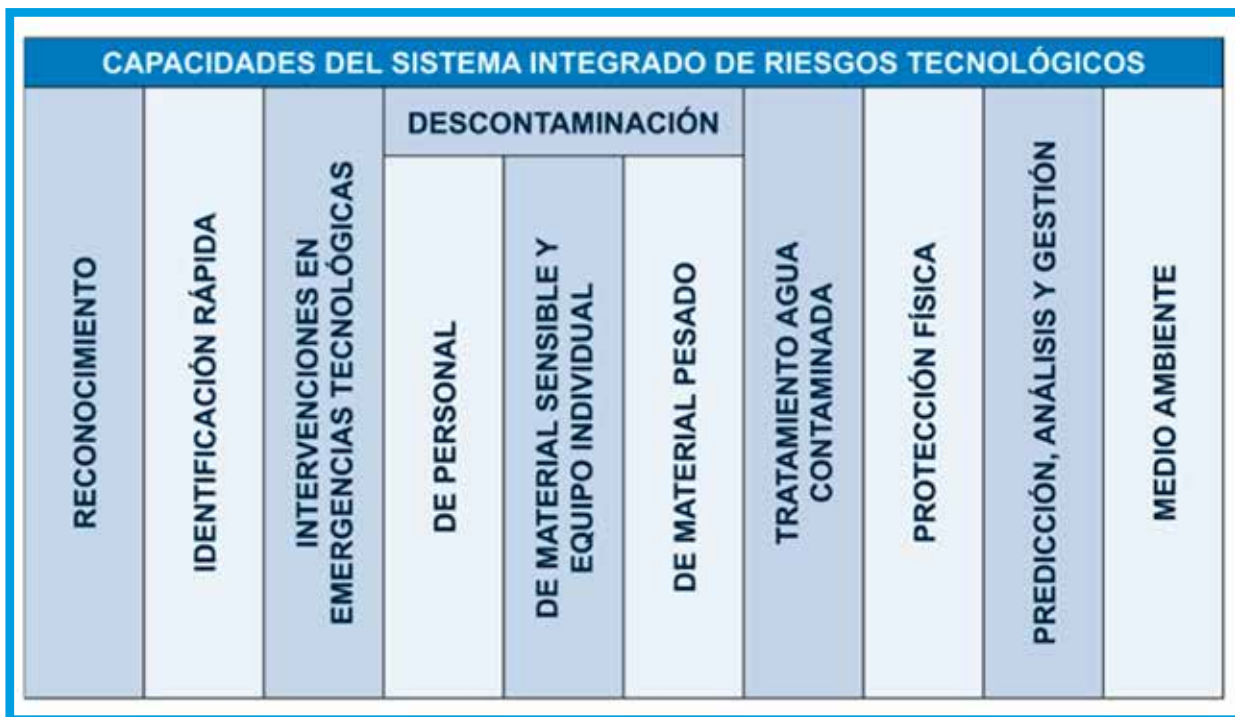 CAPACIDADES DEL SISTEMA INTEGRADO DE RIESGOS TECNOLÓGICOS
RECONOCIMIENTO
IDENTIFICACIÓN RÁPIDA
INTERVENCIONES EN
EMERGENCIAS TECNOLÓGICAS
DESCONTAMINACIÓN
DE PERSONAL
DE MATERIAL SENSIBLE Y
EQUIPO INDIVIDUAL
DE MATERIAL PESADO
TRATAMIENTO AGUA
CONTAMINADA
PROTECCIÓN FÍSICA
PREDICCIÓN, ANÁLISIS Y GESTIÓN
MEDIO AMBIENTE